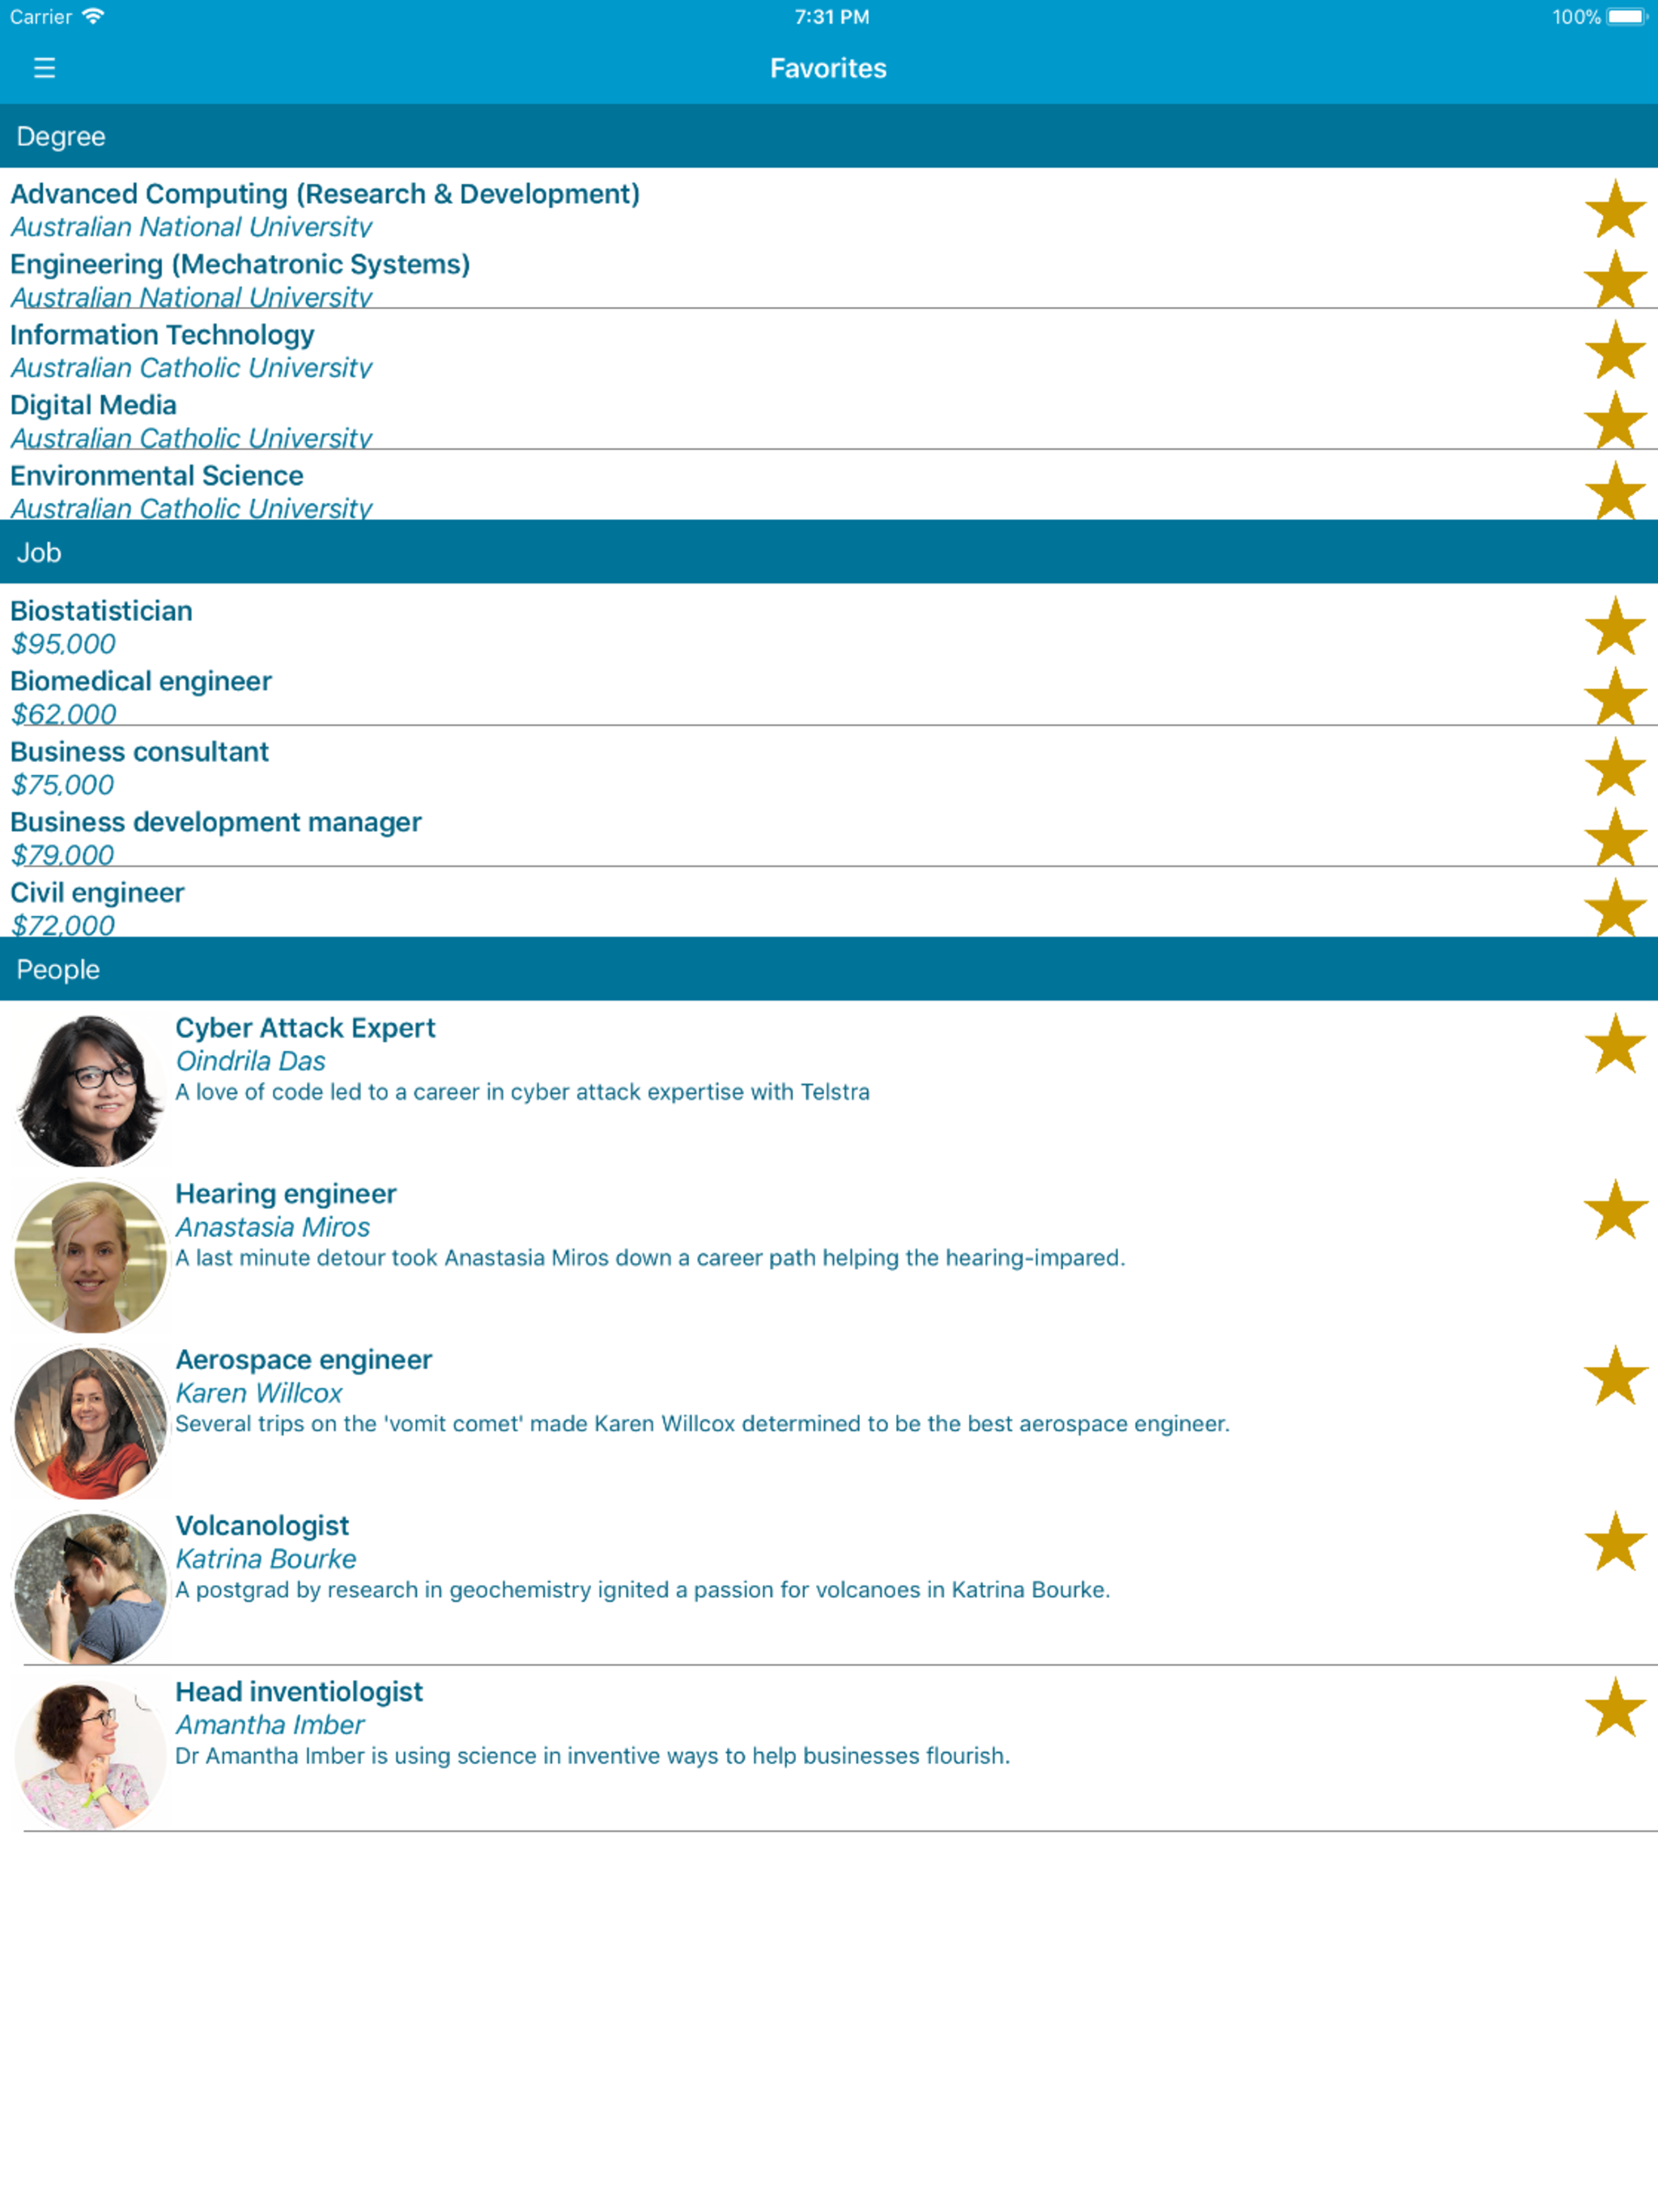 Carrier
7:31 PM
100%
☰
Favorites
Degree
Advanced Computing (Research & Development)
Australian National University
Engineering (Mechatronic Systems)
Australian National University
Information Technology
Australian Catholic University
Digital Media
Australian Catholic University
Environmental Science
Australian Catholic University
Job
Biostatistician
$95,000
Biomedical engineer
$62,000
Business consultant
$75,000
Business development manager
$79,000
Civil engineer
$72,000
People
Cyber Attack Expert
Oindrila Das
A love of code led to a career in cyber attack expertise with Telstra
Hearing engineer
Anastasia Miros
A last minute detour took Anastasia Miros down a career path helping the hearing-impared.
Aerospace engineer
Karen Willcox
Several trips on the 'vomit comet' made Karen Willcox determined to be the best aerospace engineer.
Volcanologist
Katrina Bourke
A postgrad by research in geochemistry ignited a passion for volcanoes in Katrina Bourke.
Head inventiologist
Amantha Imber
Dr Amantha Imber is using science in inventive ways to help businesses flourish.